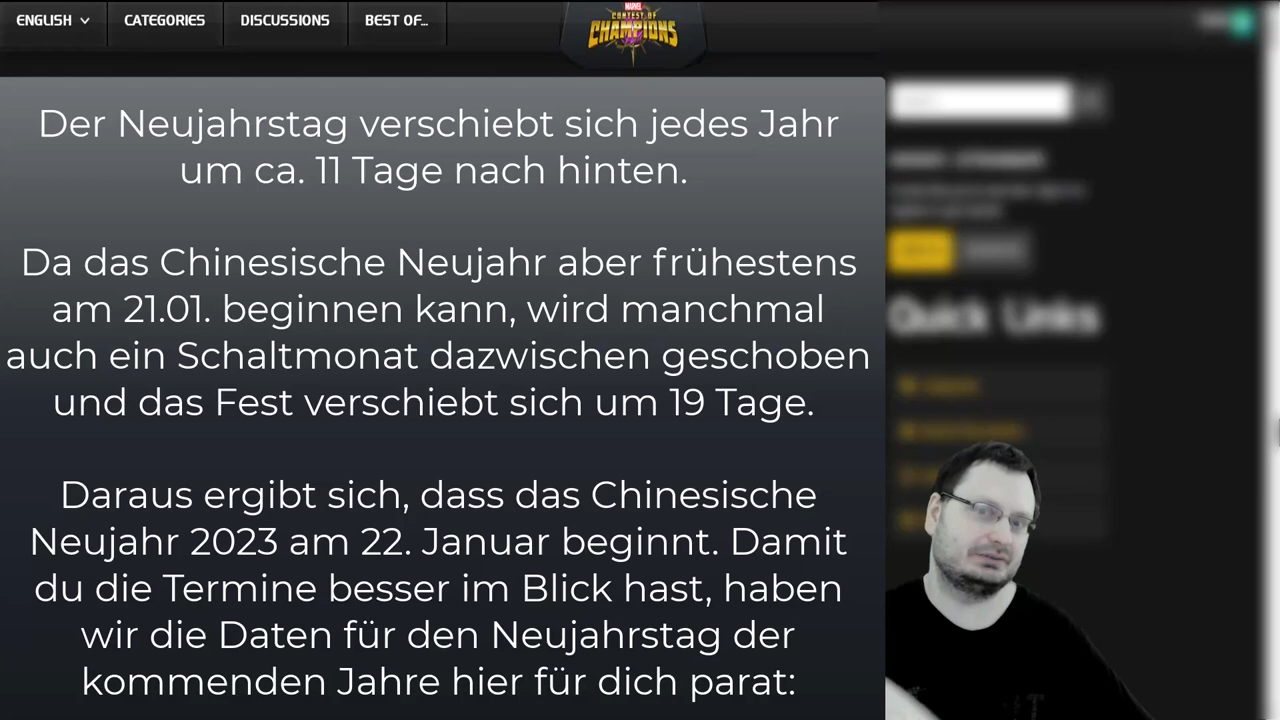 ENGLISH
CATEGORIES
DISCUSSIONS
BEST OF...
MARVEL
CONTEST OF
CHAMPIONS
Der Neujahrstag verschiebt sich jedes Jahr
um ca. 11 Tage nach hinten.
Da das Chinesische Neujahr aber frühestens
am 21.01. beginnen kann, wird manchmal
auch ein Schaltmonat dazwischen geschoben
und das Fest verschiebt sich um 19 Tage.
Daraus ergibt sich, dass das Chinesische
Neujahr 2023 am 22. Januar beginnt. Damit
du die Termine besser im Blick hast, haben
wir die Daten für den Neujahrstag der
kommenden Jahre hier für dich parat:
Quick Links